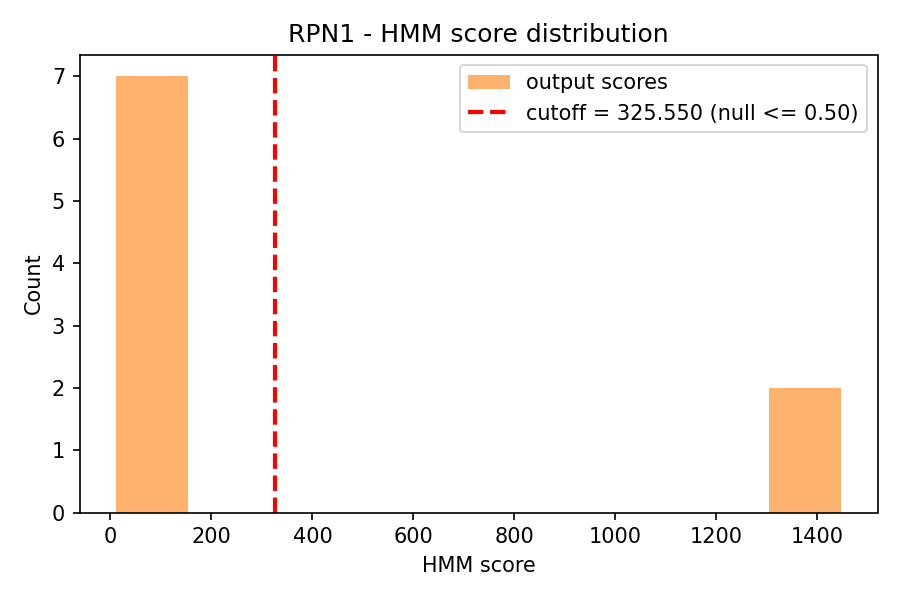 RPN1 - HMM score distribution
output scores
cutoff = 325.550 (null <= 0.50)
Count
7
6
5
4
3
2
1
0
0 200 400 600 800 1000 1200 1400
HMM score